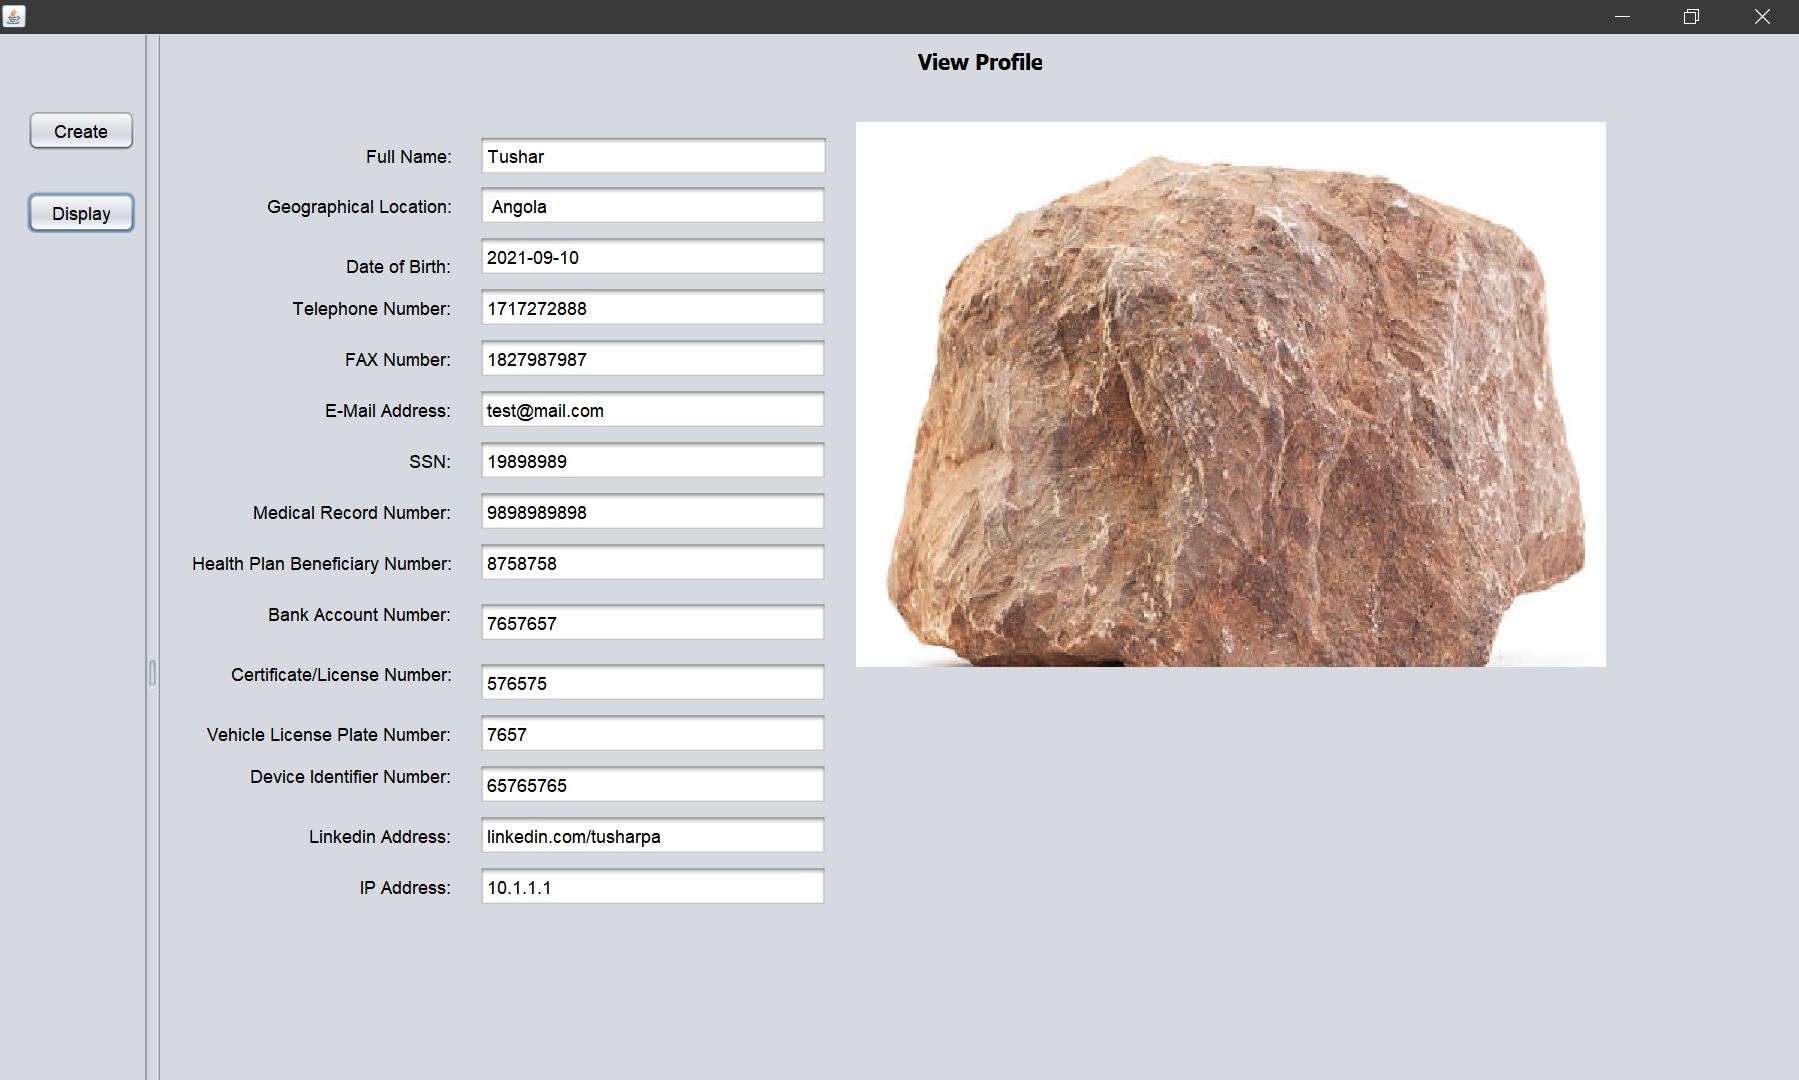 View Profile
Create
Display
Full Name: Tushar
Geographical Location: Angola
Date of Birth: 2021-09-10
Telephone Number: 1717272888
FAX Number: 1827987987
E-Mail Address: test@mail.com
SSN: 19898989
Medical Record Number: 9898989898
Health Plan Beneficiary Number: 8758758
Bank Account Number: 7657657
Certificate/License Number: 576575
Vehicle License Plate Number: 7657
Device Identifier Number: 65765765
Linkedin Address: linkedin.com/tusharpa
IP Address: 10.1.1.1